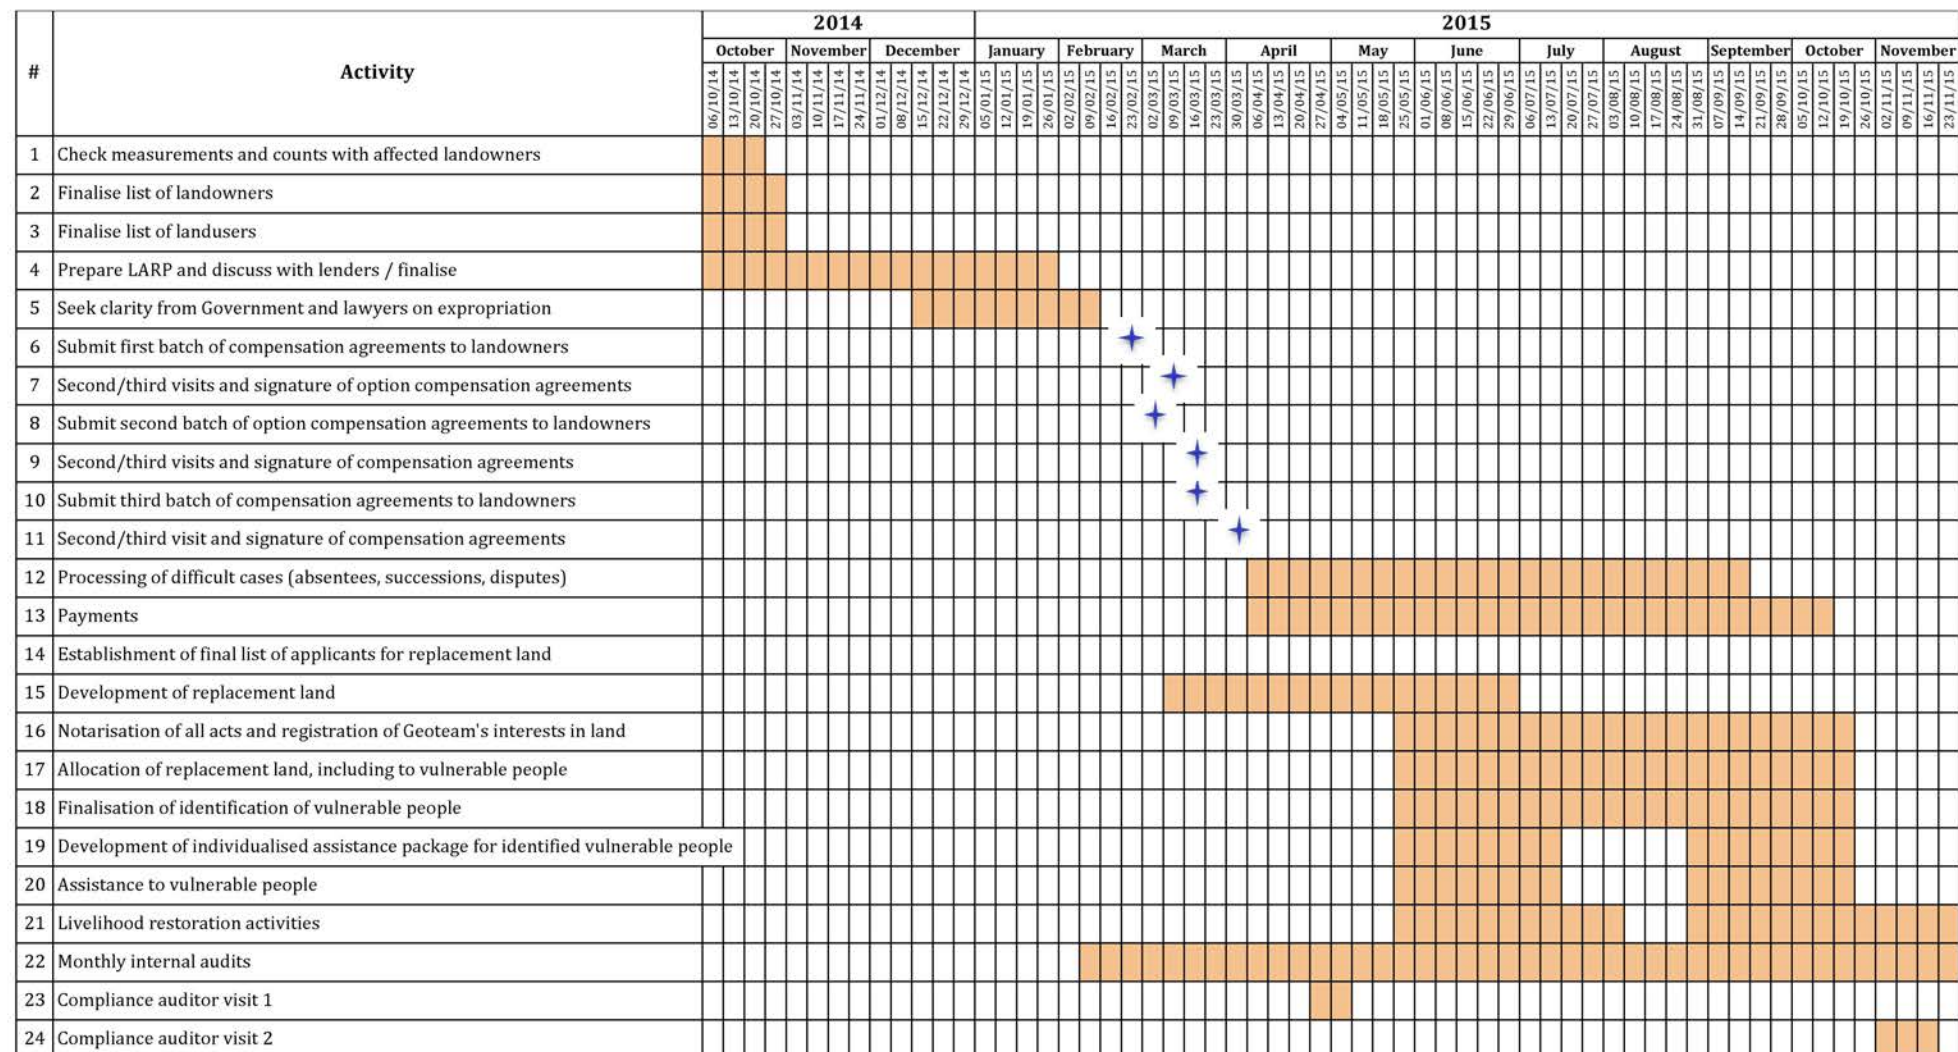 2014 2015
# Activity October November December January February March April May June July August September October November
06/10/14 13/10/14 20/10/14 27/10/14 03/11/14 10/11/14 17/11/14 24/11/14 01/12/14 08/12/14 15/12/14 22/12/14 29/12/14 05/01/15 12/01/15 19/01/15 26/01/15 02/02/15 09/02/15 16/02/15 23/02/15 02/03/15 09/03/15 16/03/15 23/03/15 30/03/15 06/04/15 13/04/15 20/04/15 27/04/15 04/05/15 11/05/15 18/05/15 25/05/15 01/06/15 08/06/15 15/06/15 22/06/15 29/06/15 06/07/15 13/07/15 20/07/15 27/07/15 03/08/15 10/08/15 17/08/15 24/08/15 31/08/15 07/09/15 14/09/15 21/09/15 28/09/15 05/10/15 12/10/15 19/10/15 26/10/15 02/11/15 09/11/15 16/11/15 23/11/15
1 Check measurements and counts with affected landowners
2 Finalise list of landowners
3 Finalise list of landusers
4 Prepare LARP and discuss with lenders / finalise
5 Seek clarity from Government and lawyers on expropriation
6 Submit first batch of compensation agreements to landowners
7 Second/third visits and signature of option compensation agreements
8 Submit second batch of option compensation agreements to landowners
9 Second/third visits and signature of compensation agreements
10 Submit third batch of compensation agreements to landowners
11 Second/third visit and signature of compensation agreements
12 Processing of difficult cases (absentees, successions, disputes)
13 Payments
14 Establishment of final list of applicants for replacement land
15 Development of replacement land
16 Notarisation of all acts and registration of Geoteam's interests in land
17 Allocation of replacement land, including to vulnerable people
18 Finalisation of identification of vulnerable people
19 Development of individualised assistance package for identified vulnerable people
20 Assistance to vulnerable people
21 Livelihood restoration activities
22 Monthly internal audits
23 Compliance auditor visit 1
24 Compliance auditor visit 2